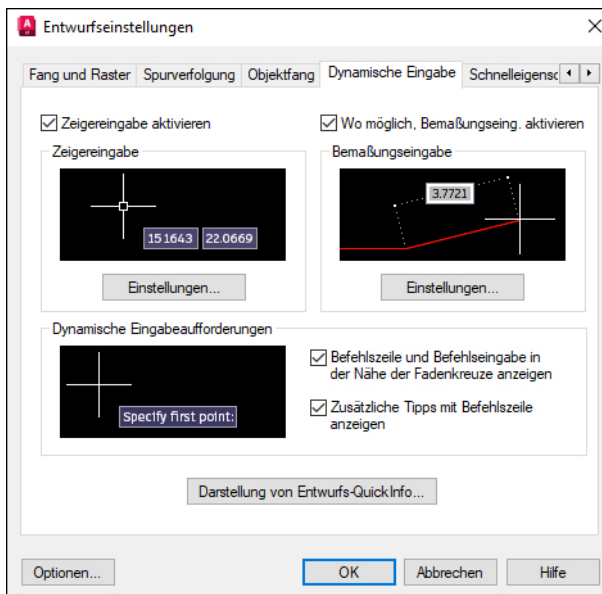 Entwurfseinstellungen
Fang und Raster
Spurverfolgung
Objektfang
Dynamische Eingabe
Schnelleigensc
Zeigereingabe aktivieren
Wo möglich, Bemaßungseing. aktivieren
Zeigereingabe
Bemaßungseingabe
15.1643 22.0669
3.7721
Einstellungen...
Einstellungen...
Dynamische Eingabeaufforderungen
Specify first point:
Befehlszeile und Befehlseingabe in
der Nähe der Fadenkreuze anzeigen
Zusätzliche Tipps mit Befehlszeile
anzeigen
Darstellung von Entwurfs-QuickInfo...
Optionen...
OK
Abbrechen
Hilfe